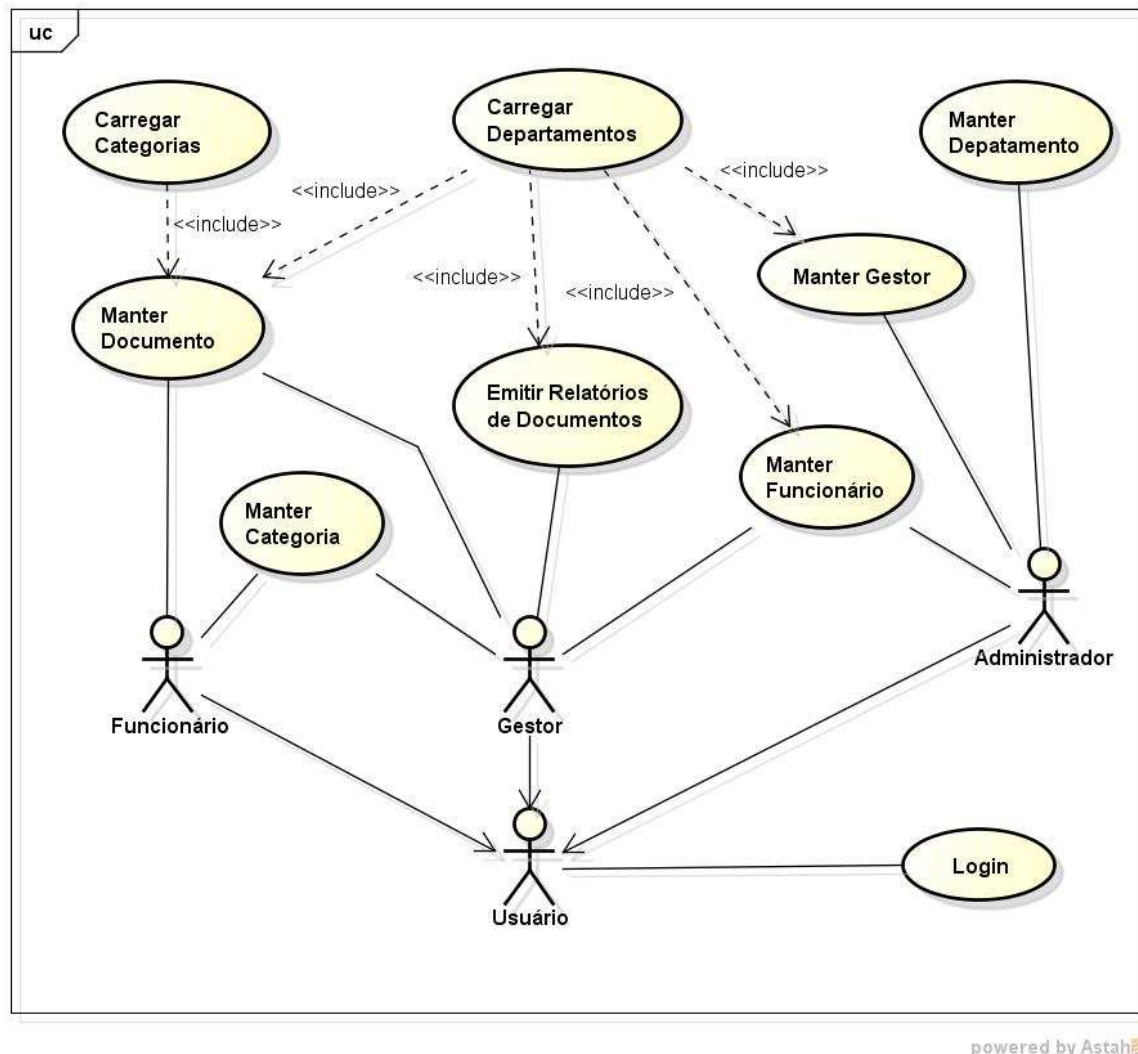 uc
Carregar
Categorias
Carregar
Departamentos
Manter
Depatamento
<<include>>
<<include>>
<<include>>
<<include>>
<<include>>
Manter Gestor
Manter
Documento
Emitir Relatórios
de Documentos
Manter
Funcionário
Manter
Categoria
Administrador
Funcionário
Gestor
Login
Usuário
powered by Astah